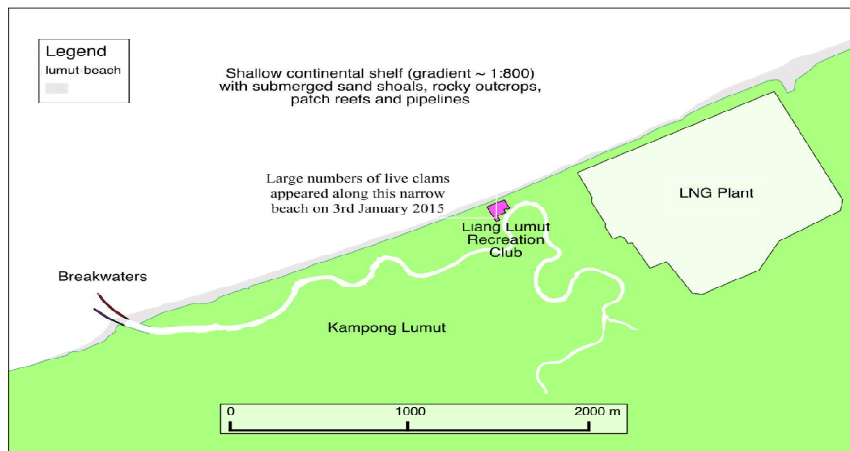 Legend
lumut-beach
Shallow continental shelf (gradient ~ 1:800)
with submerged sand shoals, rocky outcrops,
patch reefs and pipelines
Large numbers of live clams
appeared along this narrow
beach on 3rd January 2015
LNG Plant
Liang Lumut
Recreation
Club
Breakwaters
Kampong Lumut
0 1000 2000 m